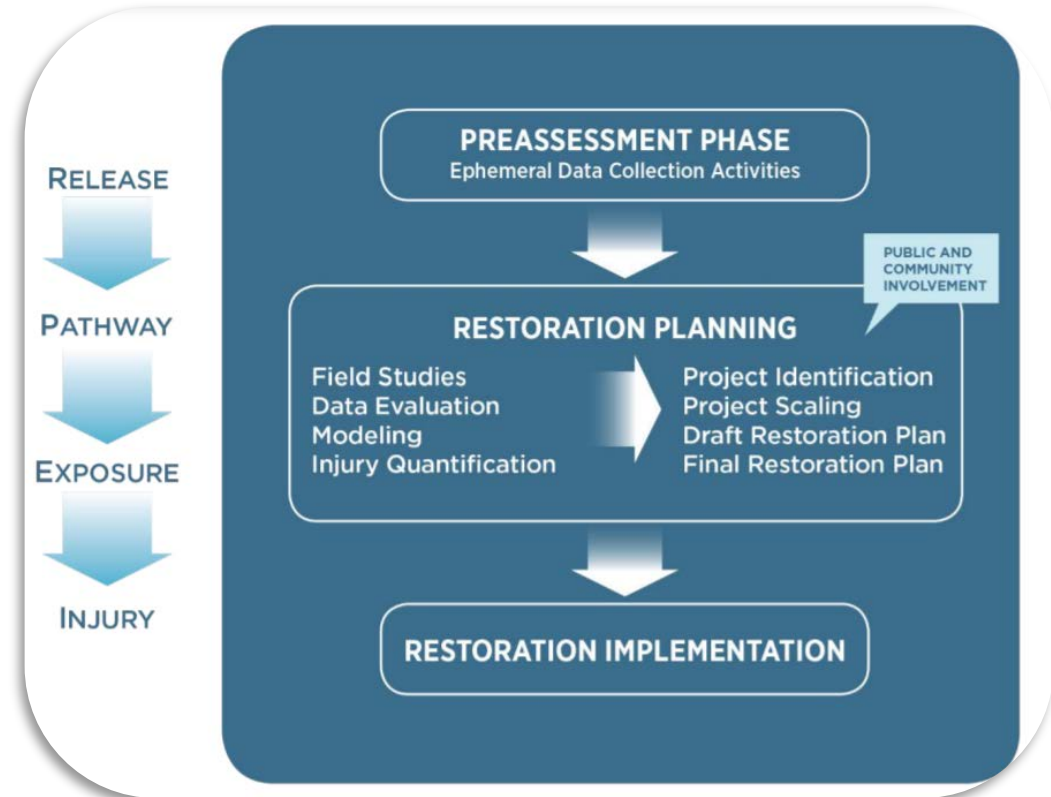 RELEASE
PATHWAY
EXPOSURE
INJURY
PREASSESSMENT PHASE
Ephemeral Data Collection Activities
PUBLIC AND
COMMUNITY
INVOLVEMENT
RESTORATION PLANNING
Field Studies
Data Evaluation
Modeling
Injury Quantification
Project Identification
Project Scaling
Draft Restoration Plan
Final Restoration Plan
RESTORATION IMPLEMENTATION